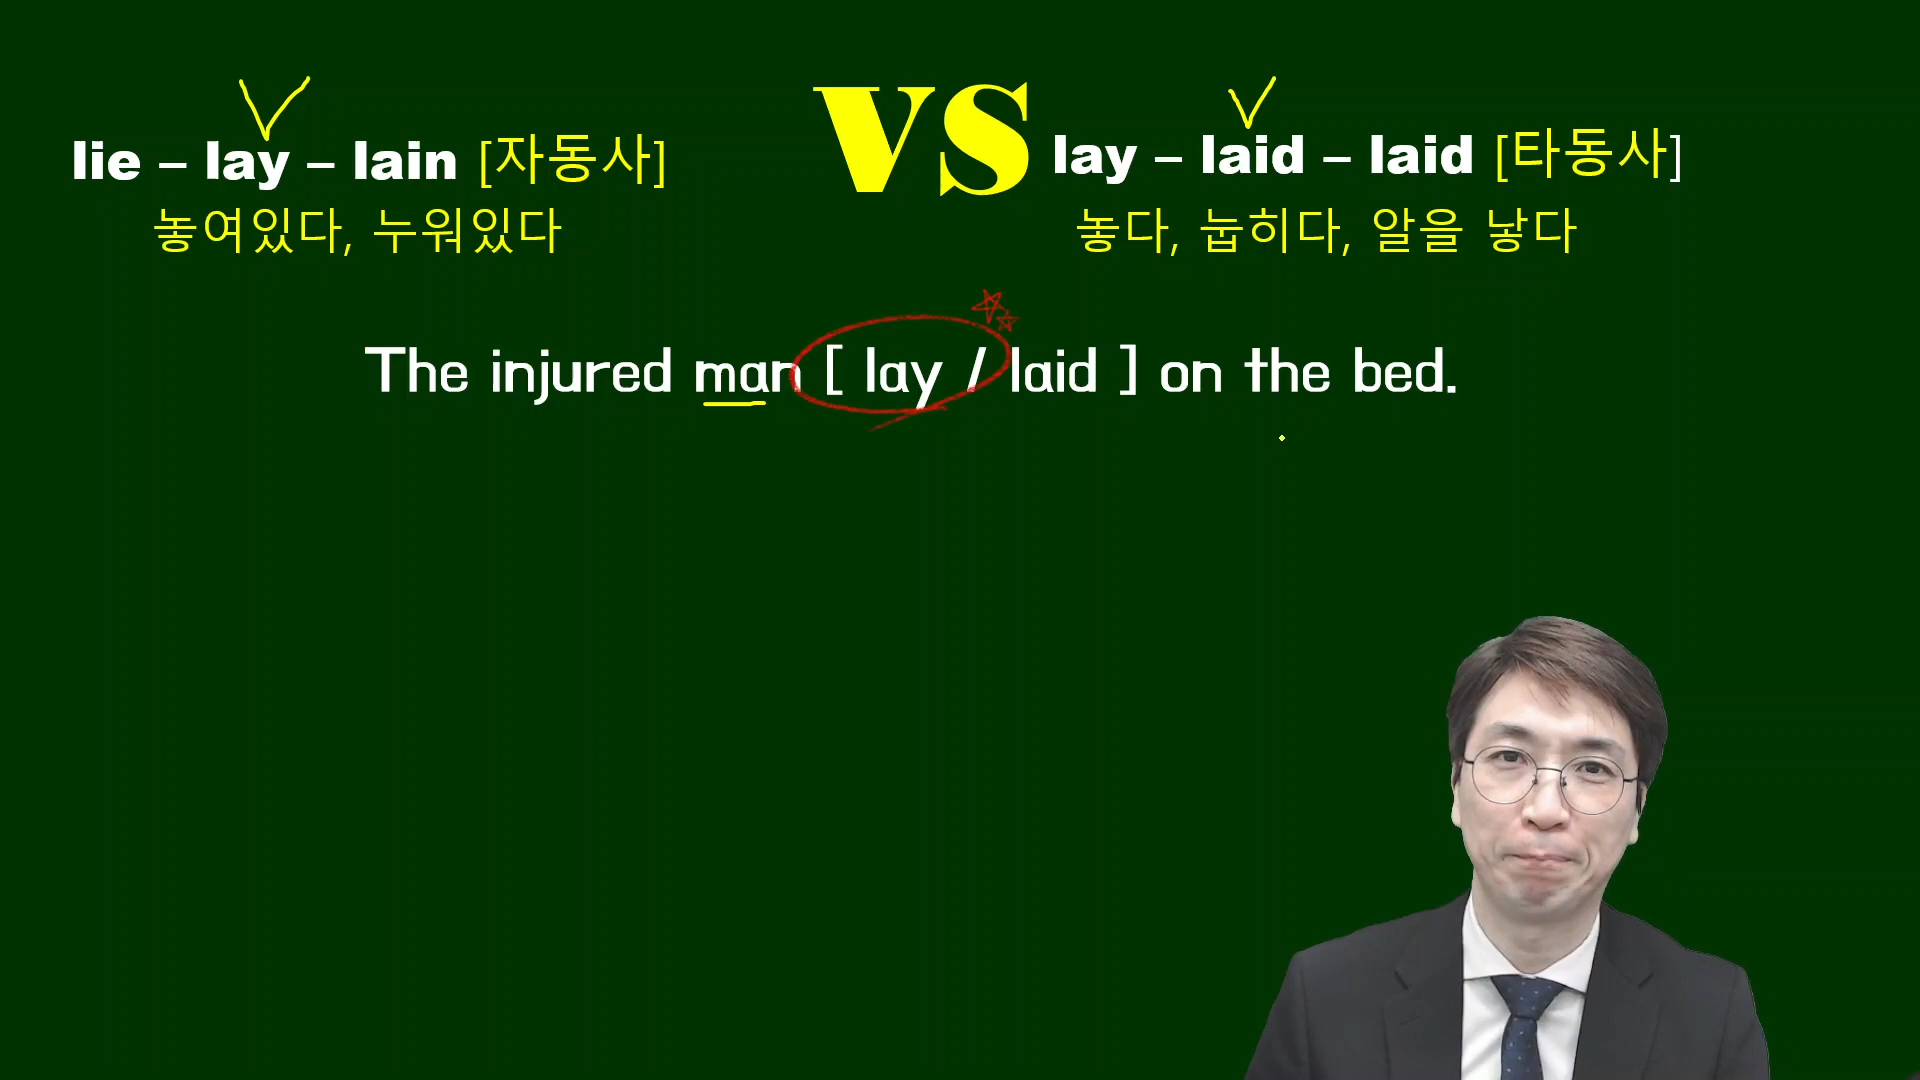 lie – lay – lain [자동사] VS lay – laid – laid [타동사]
놓여있다, 누워있다 놓다, 눕히다, 알을 낳다
The injured man [ lay / laid ] on the bed.